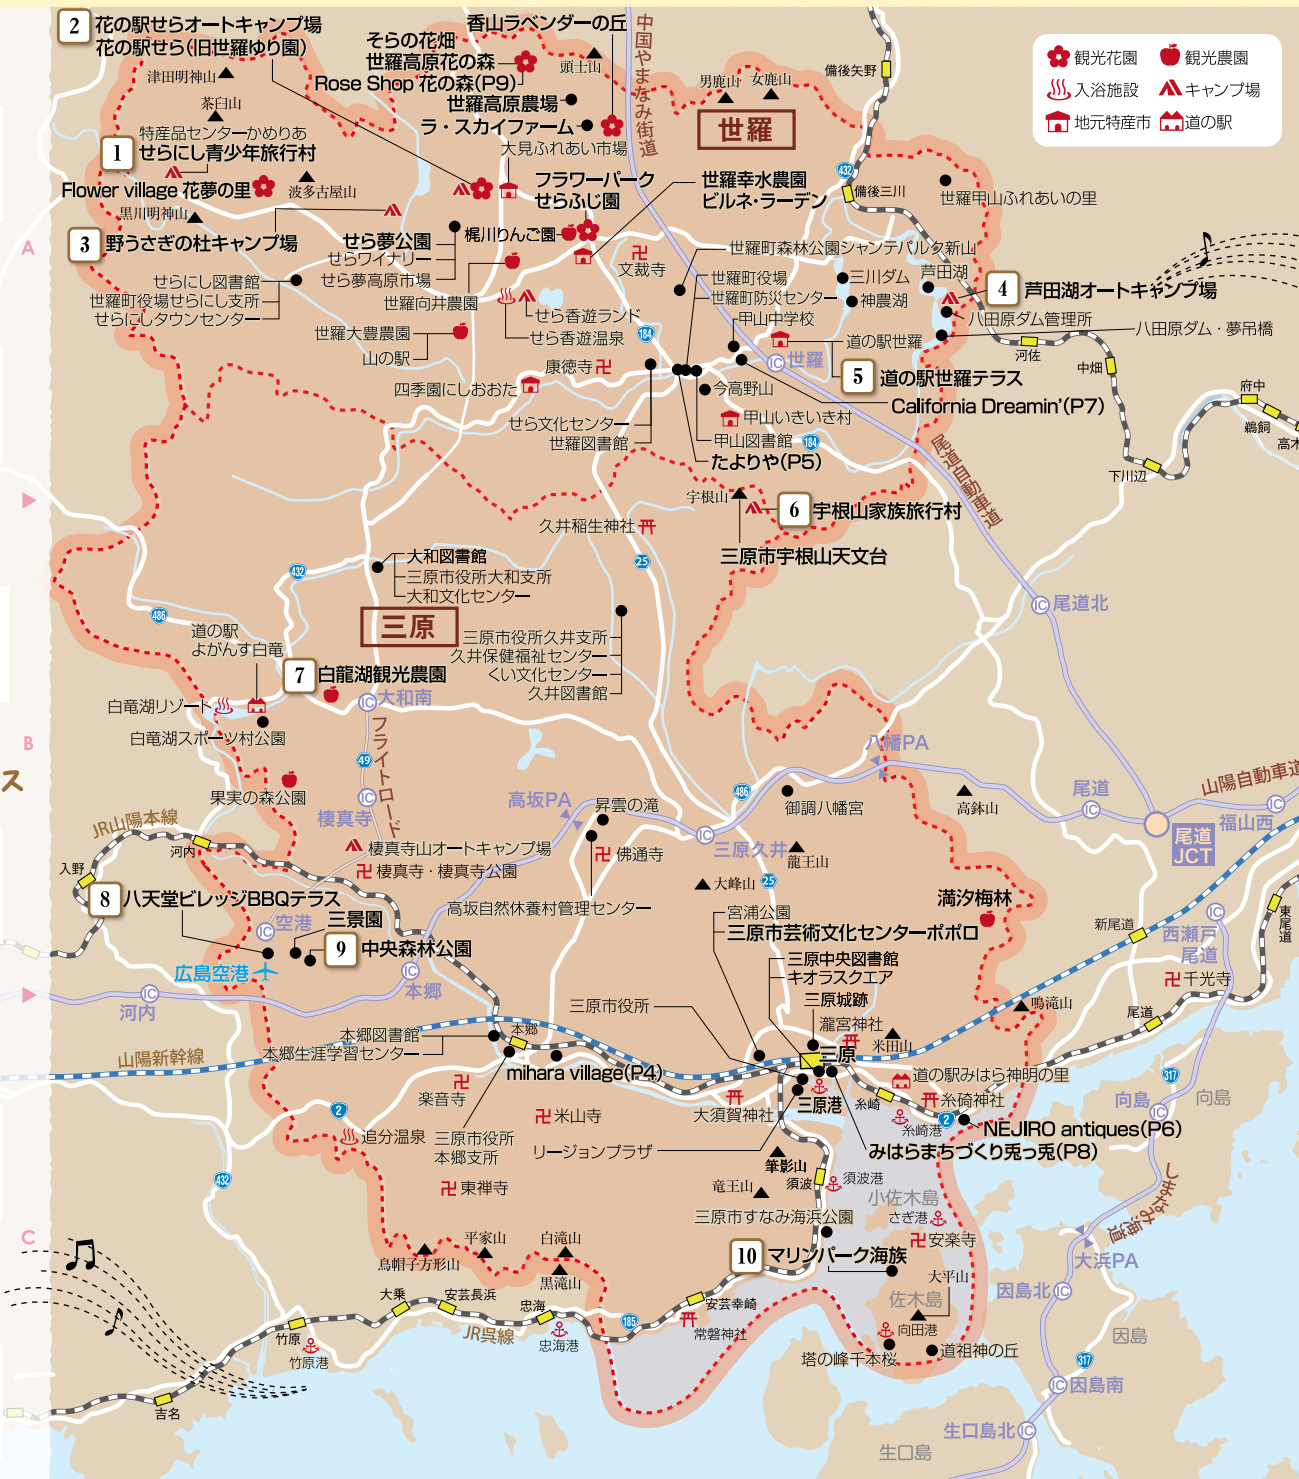 2
花の駅せらオートキャンプ場
花の駅せら(旧世羅ゆり園)
香山ラベンダーの丘
そらの花畑
世羅高原花の森
Rose Shop 花の森(P9)
世羅高原農場
ラ・スカイファーム
大見ふれあい市場
頭士山
中国やまなみ街道
男鹿山
女鹿山
備後矢野
世羅
観光花園
観光農園
入浴施設
キャンプ場
地元特産市
道の駅
津田明神山
茶臼山
特産品センターかめりあ
1
せらにし青少年旅行村
Flower village 花夢の里
波多古屋山
黒川明神山
3
野うさぎの杜キャンプ場
フラワーパーク
せらふじ園
世羅幸水農園
ビルネ・ラーデン
432
備後三川
世羅甲山ふれあいの里
A
せら夢公園
せらワイナリー
せら夢高原市場
梶川りんご園
文裁寺
世羅町森林公園シャンテパルク新山
世羅町役場
世羅町防災センター
甲山中学校
三川ダム
神農湖
芦田湖
4
芦田湖オートキャンプ場
八田原ダム管理所
八田原ダム・夢吊橋
せらにし図書館
世羅町役場せらにし支所
せらにしタウンセンター
世羅向井農園
せら香遊ランド
せら香遊温泉
184
世羅大豊農園
山の駅
康徳寺
四季園にしおおた
道の駅世羅
IC
世羅
5
道の駅世羅テラス
河佐
中畑
府中
鵜飼
高木
下川辺
今高野山
California Dreamin'(P7)
甲山いきいき村
せら文化センター
世羅図書館
甲山図書館
184
たよりや(P5)
尾道自動車道
宇根山
6
宇根山家族旅行村
三原市宇根山天文台
久井稲生神社
25
大和図書館
三原市役所大和支所
大和文化センター
432
486
三原
IC
尾道北
道の駅
よがんす白竜
三原市役所久井支所
久井保健福祉センター
くい文化センター
久井図書館
7
白龍湖観光農園
白竜湖リゾート
IC
大和南
白竜湖スポーツ村公園
フライトロード
B
ス
49
果実の森公園
IC
棲真寺
高坂PA
昇雲の滝
486
御調八幡宮
八幡PA
高鉢山
尾道
IC
山陽自動車道
IC
福山西
尾道
JCT
JR山陽本線
河内
入野
棲真寺山オートキャンプ場
棲真寺・棲真寺公園
佛通寺
IC
三原久井
龍王山
大峰山
25
8
八天堂ビレッジBBQテラス
空港
IC
三景園
9
中央森林公園
高坂自然休養村管理センター
宮浦公園
三原市芸術文化センターポポロ
満汐梅林
新尾道
IC
西瀬戸
尾道
東尾道
広島空港
IC
本郷
IC
河内
三原中央図書館
キオラスクエア
三原城跡
三原市役所
瀧宮神社
米田山
鳴滝山
千光寺
尾道
本郷図書館
本郷生涯学習センター
本郷
山陽新幹線
mihara village(P4)
三原
三原港
道の駅みはら神明の里
糸崎
糸碕神社
糸崎港
2
NEJIRO antiques(P6)
みはらまちづくり兎っ兎(P8)
317
向島
IC
向島
楽音寺
2
追分温泉
米山寺
大須賀神社
三原市役所
本郷支所
リージョンプラザ
筆影山
須波
須波港
竜王山
小佐木島
さぎ港
東禅寺
432
三原市すなみ海浜公園
安楽寺
しまなみ海道
C
烏帽子方形山
平家山
白滝山
黒滝山
10
マリンパーク海族
大平山
佐木島
向田港
大浜PA
因島北
IC
因島
大乗
安芸長浜
忠海
185
安芸幸崎
常磐神社
竹原
竹原港
JR呉線
忠海港
塔の峰千本桜
道祖神の丘
317
IC
因島南
吉名
生口島北
IC
生口島